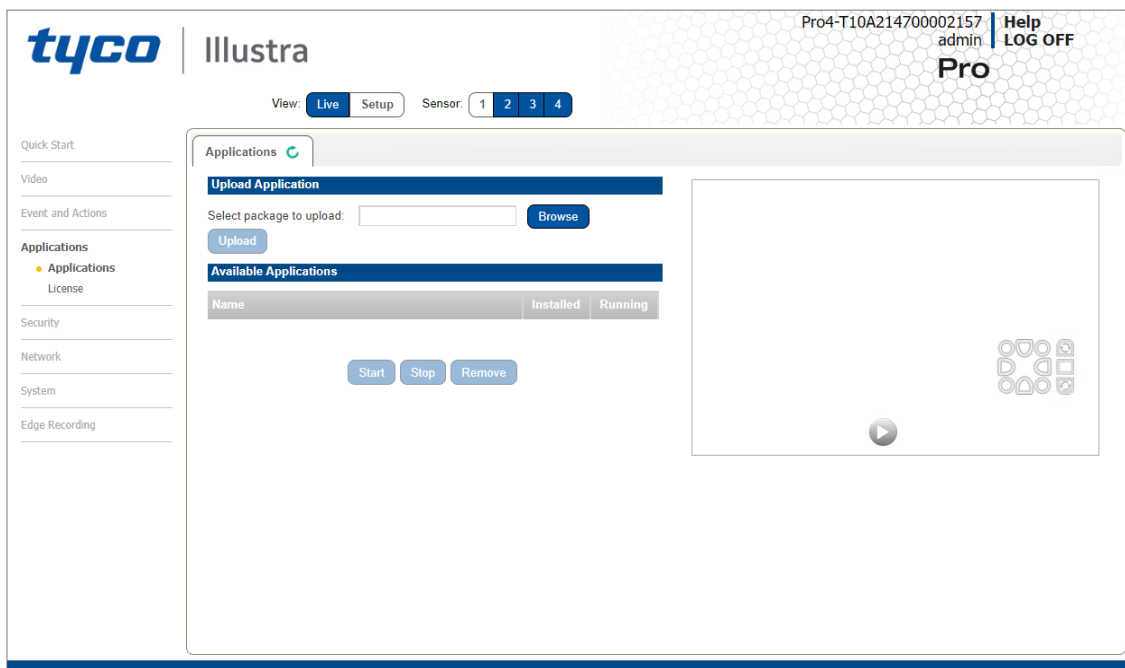 tyco Illustra
Pro4-T10A214700002157 Help
admin LOG OFF
Pro
View: Live Setup Sensor: 1 2 3 4
Quick Start
Video
Event and Actions
Applications
Applications
License
Security
Network
System
Edge Recording
Applications
Upload Application
Select package to upload: Browse
Upload
Available Applications
Name Installed Running
Start Stop Remove